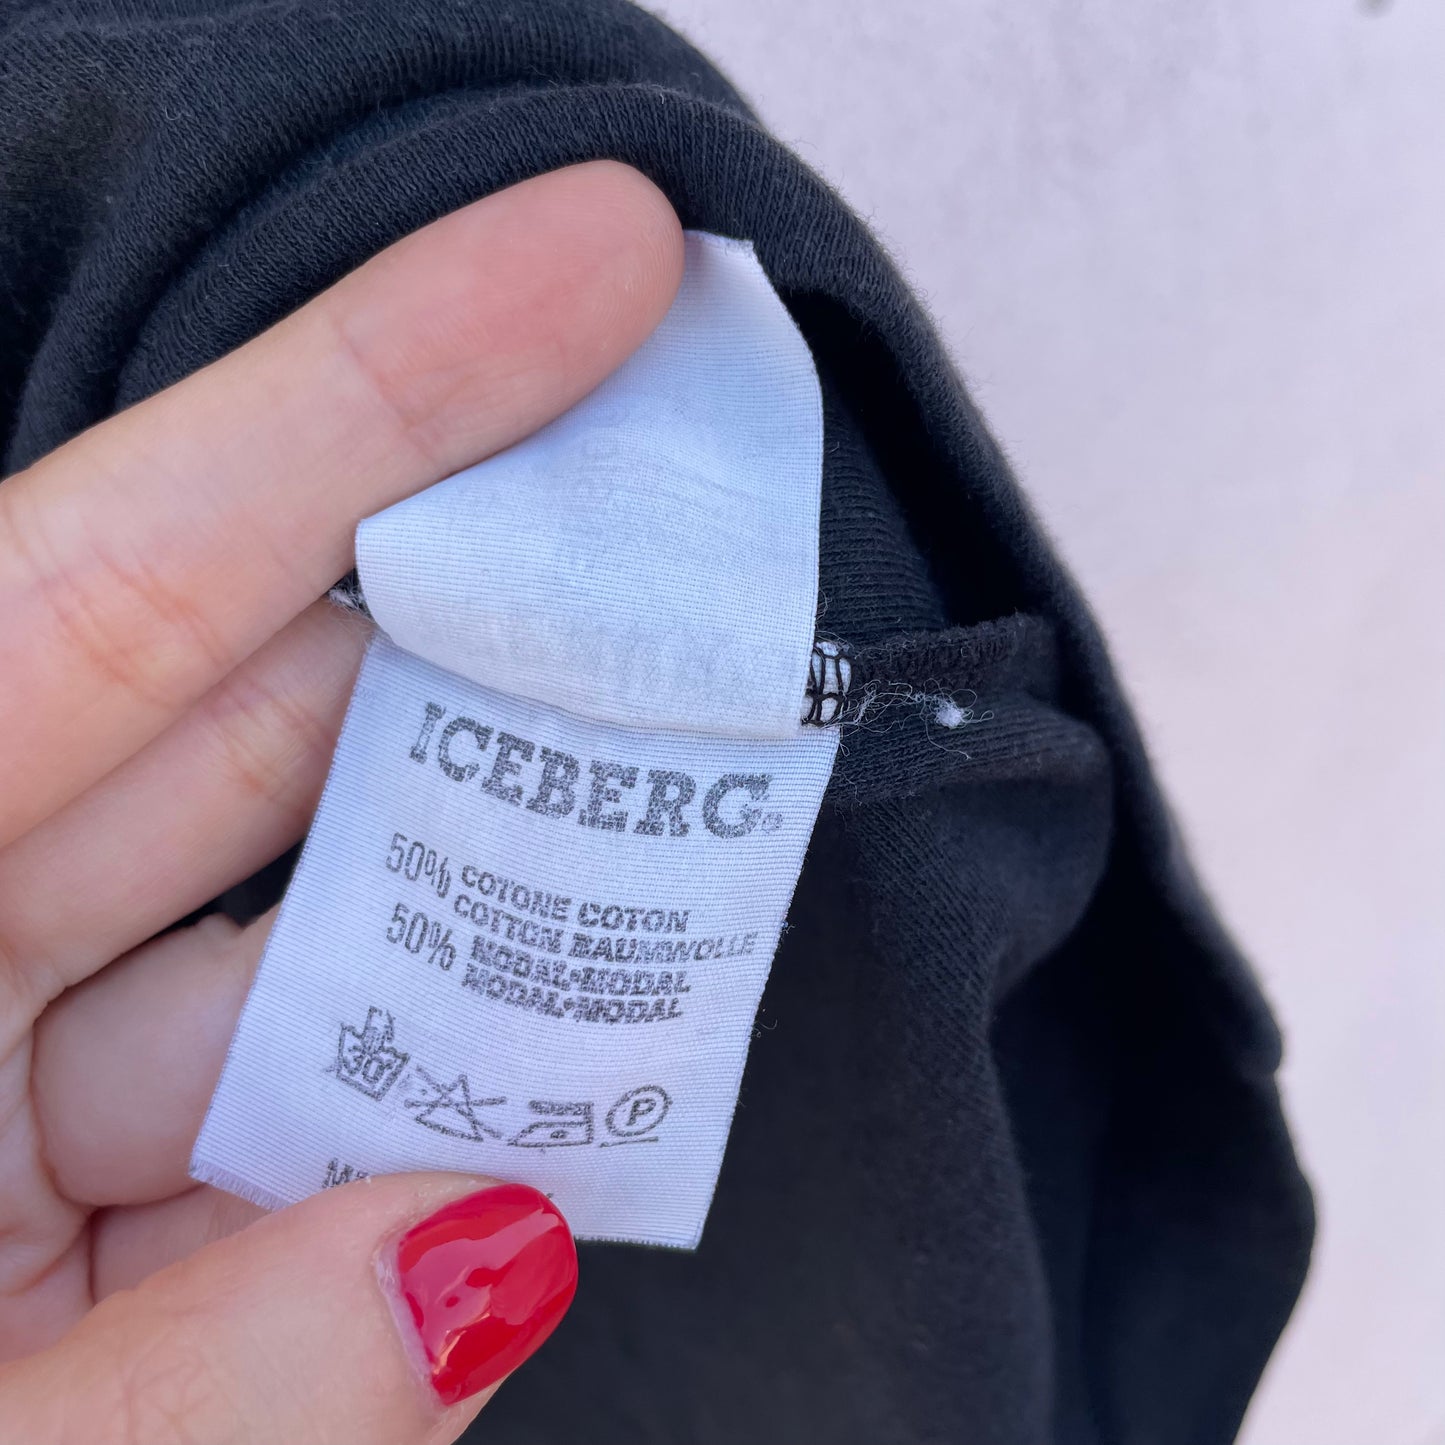 ICEBERG
50% COTONE COTON
COTTON BAUMWOLLE
50% MODAL•MODAL
MODAL•MODAL
30°
P